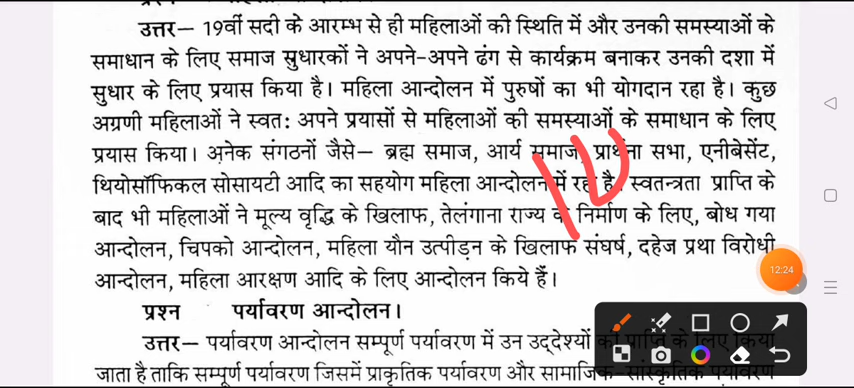 उत्तर— 19वीं सदी के आरम्भ से ही महिलाओं की स्थिति में और उनकी समस्याओं के
समाधान के लिए समाज सुधारकों ने अपने-अपने ढंग से कार्यक्रम बनाकर उनकी दशा में
सुधार के लिए प्रयास किया है। महिला आन्दोलन में पुरुषों का भी योगदान रहा है। कुछ
अग्रणी महिलाओं ने स्वत: अपने प्रयासों से महिलाओं की समस्याओं के समाधान के लिए
प्रयास किया। अनेक संगठनों जैसे— ब्रह्म समाज, आर्य समाज, प्रार्थना सभा, एनीबेसेंट,
थियोसॉफिकल सोसायटी आदि का सहयोग महिला आन्दोलन में रहा है। स्वतन्त्रता प्राप्ति के
बाद भी महिलाओं ने मूल्य वृद्धि के खिलाफ, तेलंगाना राज्य के निर्माण के लिए, बोध गया
आन्दोलन, चिपको आन्दोलन, महिला यौन उत्पीड़न के खिलाफ संघर्ष, दहेज प्रथा विरोधी
आन्दोलन, महिला आरक्षण आदि के लिए आन्दोलन किये हैं।
12:24
प्रश्न पर्यावरण आन्दोलन।
उत्तर— पर्यावरण आन्दोलन सम्पूर्ण पर्यावरण में उन उद्देश्यों की प्राप्ति के लिए किया
जाता है ताकि सम्पूर्ण पर्यावरण जिसमें प्राकृतिक पर्यावरण और सामाजिक-सांस्कृतिक पर्यावरण